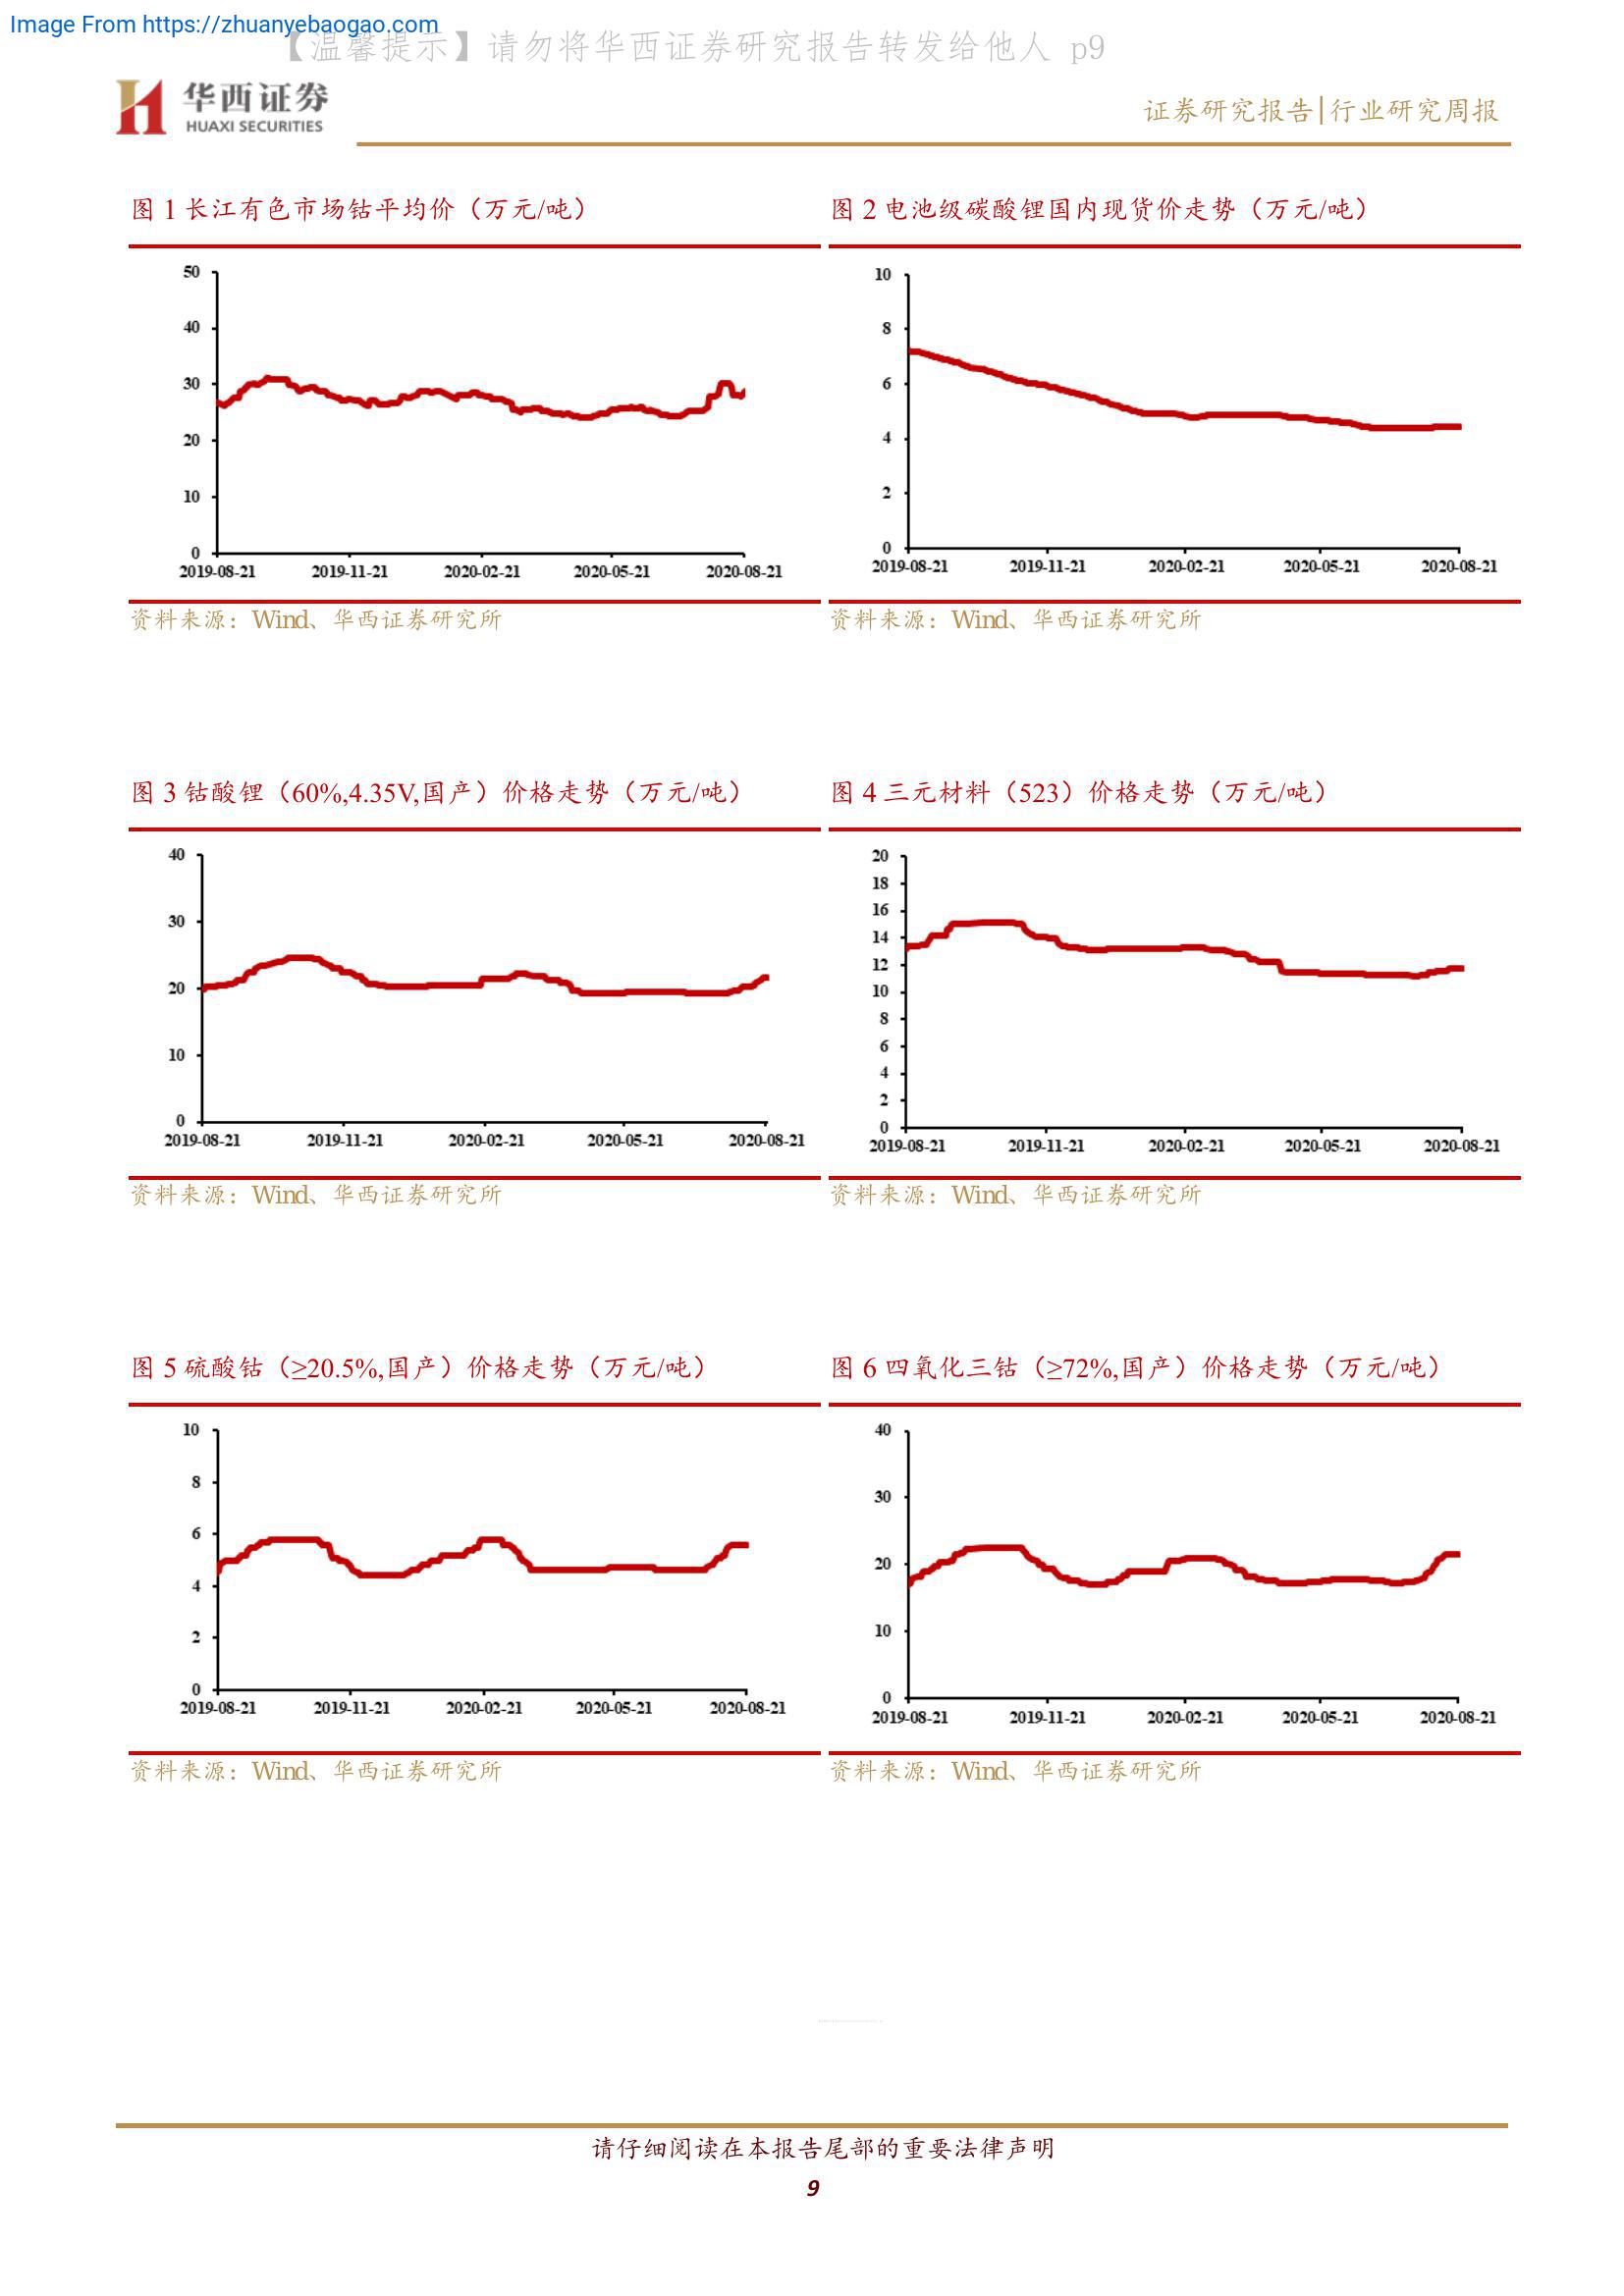 Image From https://zhuanyebaogao.com
【温馨提示】请勿将华西证券研究报告转发给他人 p9
华西证券
HUAXI SECURITIES
证券研究报告|行业研究周报
图 1 长江有色市场钴平均价（万元/吨）
50
40
30
20
10
0
2019-08-21 2019-11-21 2020-02-21 2020-05-21 2020-08-21
资料来源：Wind、华西证券研究所
图 2 电池级碳酸锂国内现货价走势（万元/吨）
10
8
6
4
2
0
2019-08-21 2019-11-21 2020-02-21 2020-05-21 2020-08-21
资料来源：Wind、华西证券研究所
图 3 钴酸锂（60%,4.35V,国产）价格走势（万元/吨）
40
30
20
10
0
2019-08-21 2019-11-21 2020-02-21 2020-05-21 2020-08-21
资料来源：Wind、华西证券研究所
图 4 三元材料（523）价格走势（万元/吨）
20
18
16
14
12
10
8
6
4
2
0
2019-08-21 2019-11-21 2020-02-21 2020-05-21 2020-08-21
资料来源：Wind、华西证券研究所
图 5 硫酸钴（≥20.5%,国产）价格走势（万元/吨）
10
8
6
4
2
0
2019-08-21 2019-11-21 2020-02-21 2020-05-21 2020-08-21
资料来源：Wind、华西证券研究所
图 6 四氧化三钴（≥72%,国产）价格走势（万元/吨）
40
30
20
10
0
2019-08-21 2019-11-21 2020-02-21 2020-05-21 2020-08-21
资料来源：Wind、华西证券研究所
请仔细阅读在本报告尾部的重要法律声明
9